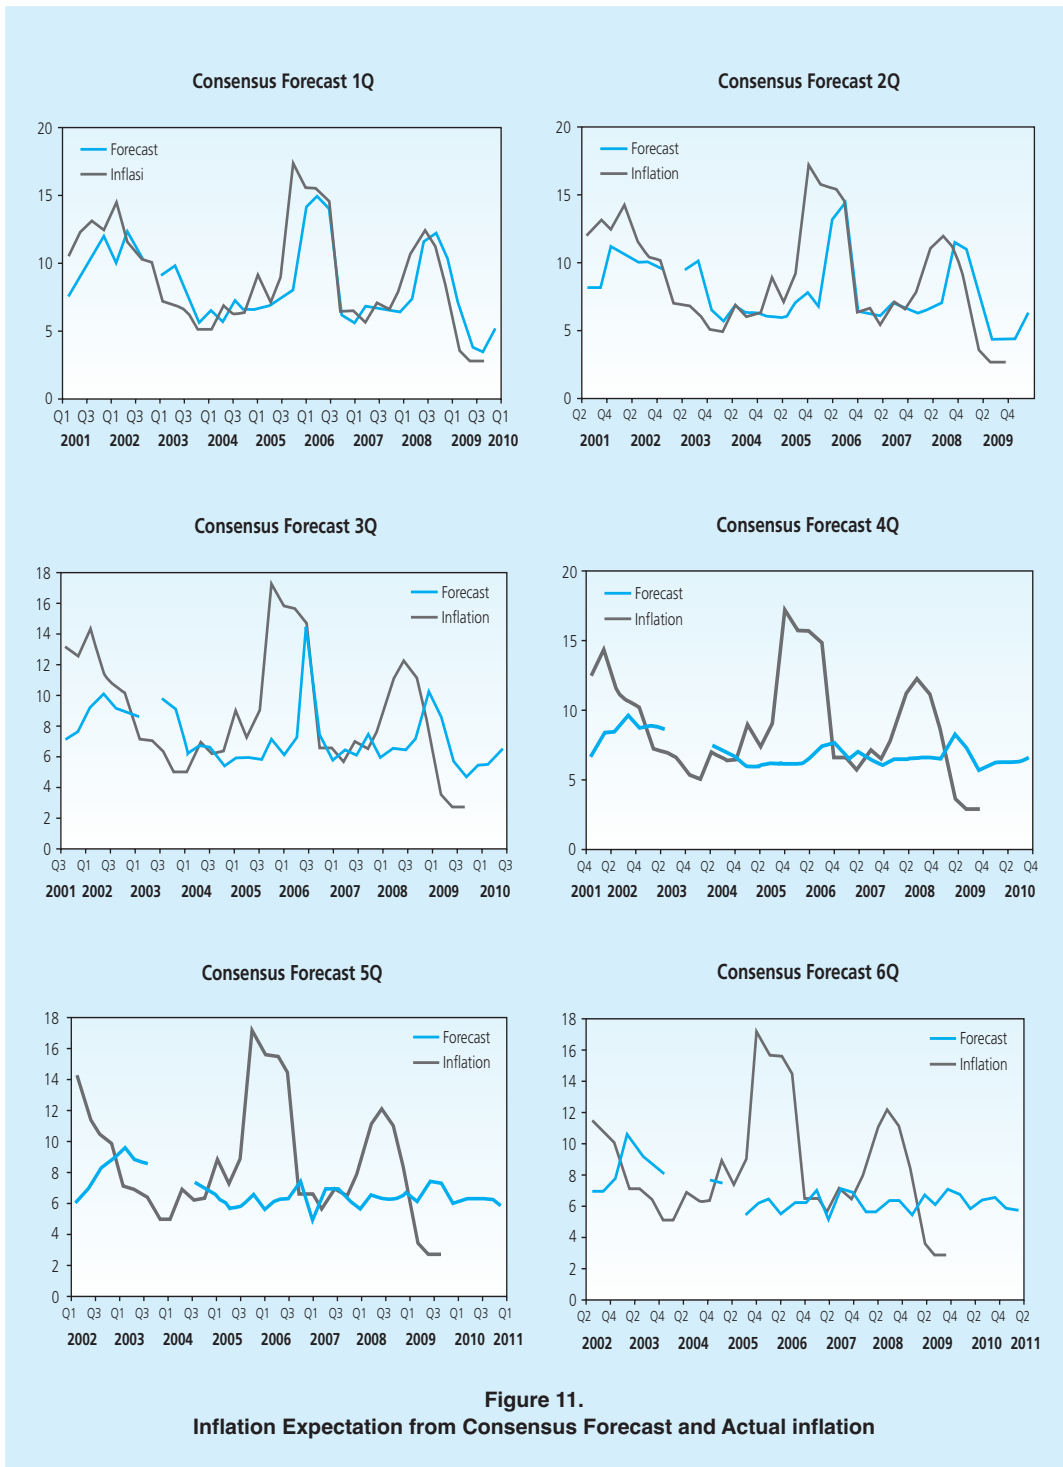 Consensus Forecast 1Q
20
15
10
5
0
Forecast
Inflasi
Q1 Q3 Q1 Q3 Q1 Q3 Q1 Q3 Q1 Q3 Q1 Q3 Q1 Q3 Q1 Q3 Q1 Q3 Q1
2001 2002 2003 2004 2005 2006 2007 2008 2009 2010
Consensus Forecast 2Q
20
15
10
5
0
Forecast
Inflation
Q2 Q4 Q2 Q4 Q2 Q4 Q2 Q4 Q2 Q4 Q2 Q4 Q2 Q4 Q2 Q4 Q2 Q4
2001 2002 2003 2004 2005 2006 2007 2008 2009
Consensus Forecast 3Q
18
16
14
12
10
8
6
4
2
0
Forecast
Inflation
Q3 Q1 Q3 Q1 Q3 Q1 Q3 Q1 Q3 Q1 Q3 Q1 Q3 Q1 Q3 Q1 Q3 Q1 Q3
2001 2002 2003 2004 2005 2006 2007 2008 2009 2010
Consensus Forecast 4Q
20
15
10
5
0
Forecast
Inflation
Q4 Q2 Q4 Q2 Q4 Q2 Q4 Q2 Q4 Q2 Q4 Q2 Q4 Q2 Q4 Q2 Q4 Q2 Q4
2001 2002 2003 2004 2005 2006 2007 2008 2009 2010
Consensus Forecast 5Q
18
16
14
12
10
8
6
4
2
0
Forecast
Inflation
Q1 Q3 Q1 Q3 Q1 Q3 Q1 Q3 Q1 Q3 Q1 Q3 Q1 Q3 Q1 Q3 Q1 Q3 Q1
2002 2003 2004 2005 2006 2007 2008 2009 2010 2011
Consensus Forecast 6Q
18
16
14
12
10
8
6
4
2
0
Forecast
Inflation
Q2 Q4 Q2 Q4 Q2 Q4 Q2 Q4 Q2 Q4 Q2 Q4 Q2 Q4 Q2 Q4 Q2 Q4 Q2
2002 2003 2004 2005 2006 2007 2008 2009 2010 2011
Figure 11.
Inflation Expectation from Consensus Forecast and Actual inflation